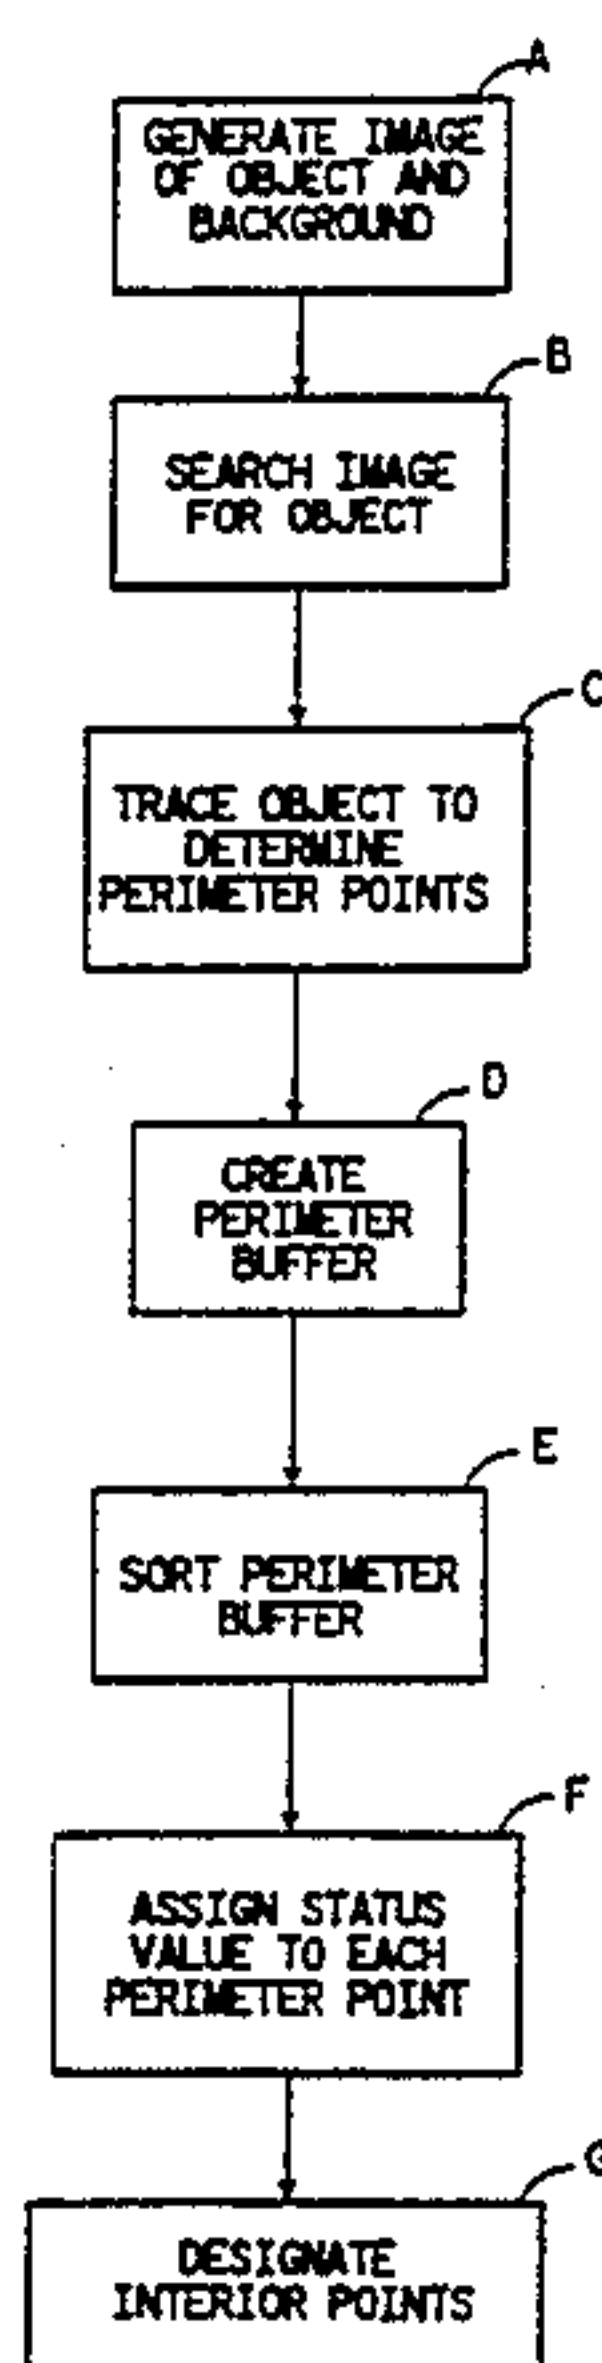 A
GENERATE IMAGE
OF OBJECT AND
BACKGROUND
B
SEARCH IMAGE
FOR OBJECT
C
TRACE OBJECT TO
DETERMINE
PERIMETER POINTS
D
CREATE
PERIMETER
BUFFER
E
SORT PERIMETER
BUFFER
F
ASSIGN STATUS
VALUE TO EACH
PERIMETER POINT
G
DESIGNATE
INTERIOR POINTS